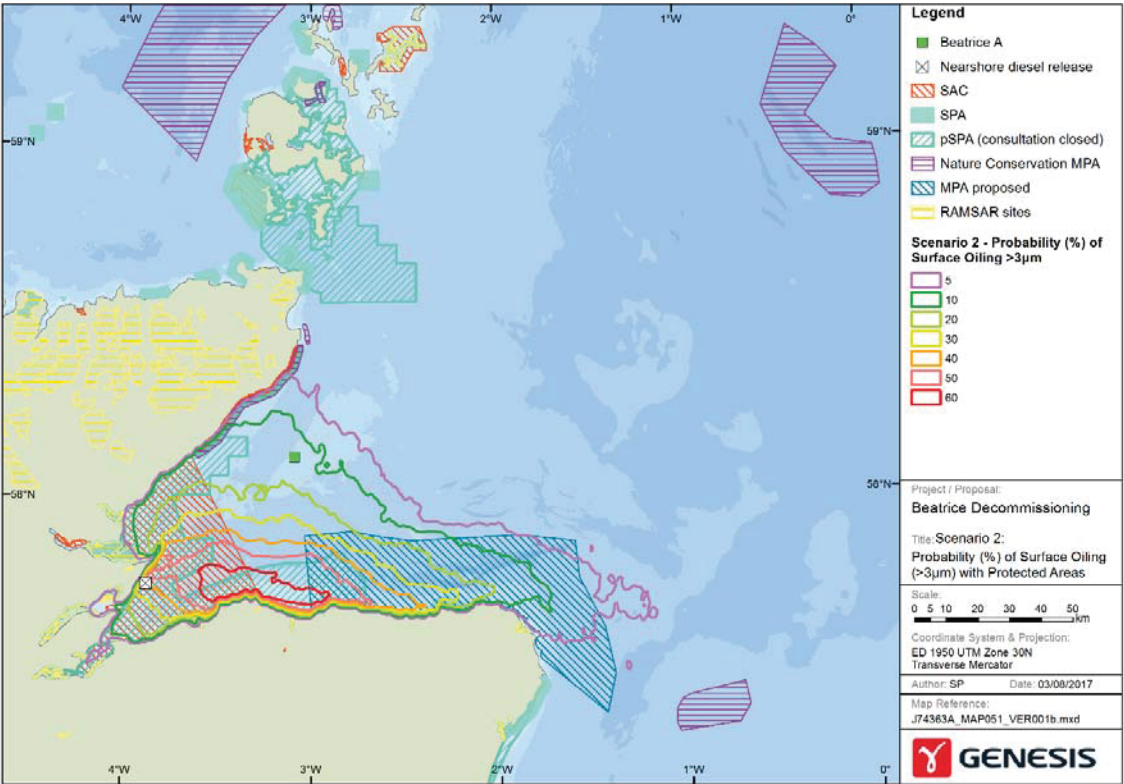 4°W 3°W 2°W 1°W 0°
59°N 59°N
58°N 58°N
4°W 3°W 2°W 1°W 0°
Legend
Beatrice A
Nearshore diesel release
SAC
SPA
pSPA (consultation closed)
Nature Conservation MPA
MPA proposed
RAMSAR sites
Scenario 2 - Probability (%) of
Surface Oiling >3µm
5
10
20
30
40
50
60
Project / Proposal:
Beatrice Decommissioning
Title: Scenario 2:
Probability (%) of Surface Oiling
(>3µm) with Protected Areas
Scale:
0 5 10 20 30 40 50
km
Coordinate System & Projection:
ED 1950 UTM Zone 30N
Transverse Mercator
Author: SP Date: 03/08/2017
Map Reference:
J74363A_MAP051_VER001b.mxd
GENESIS